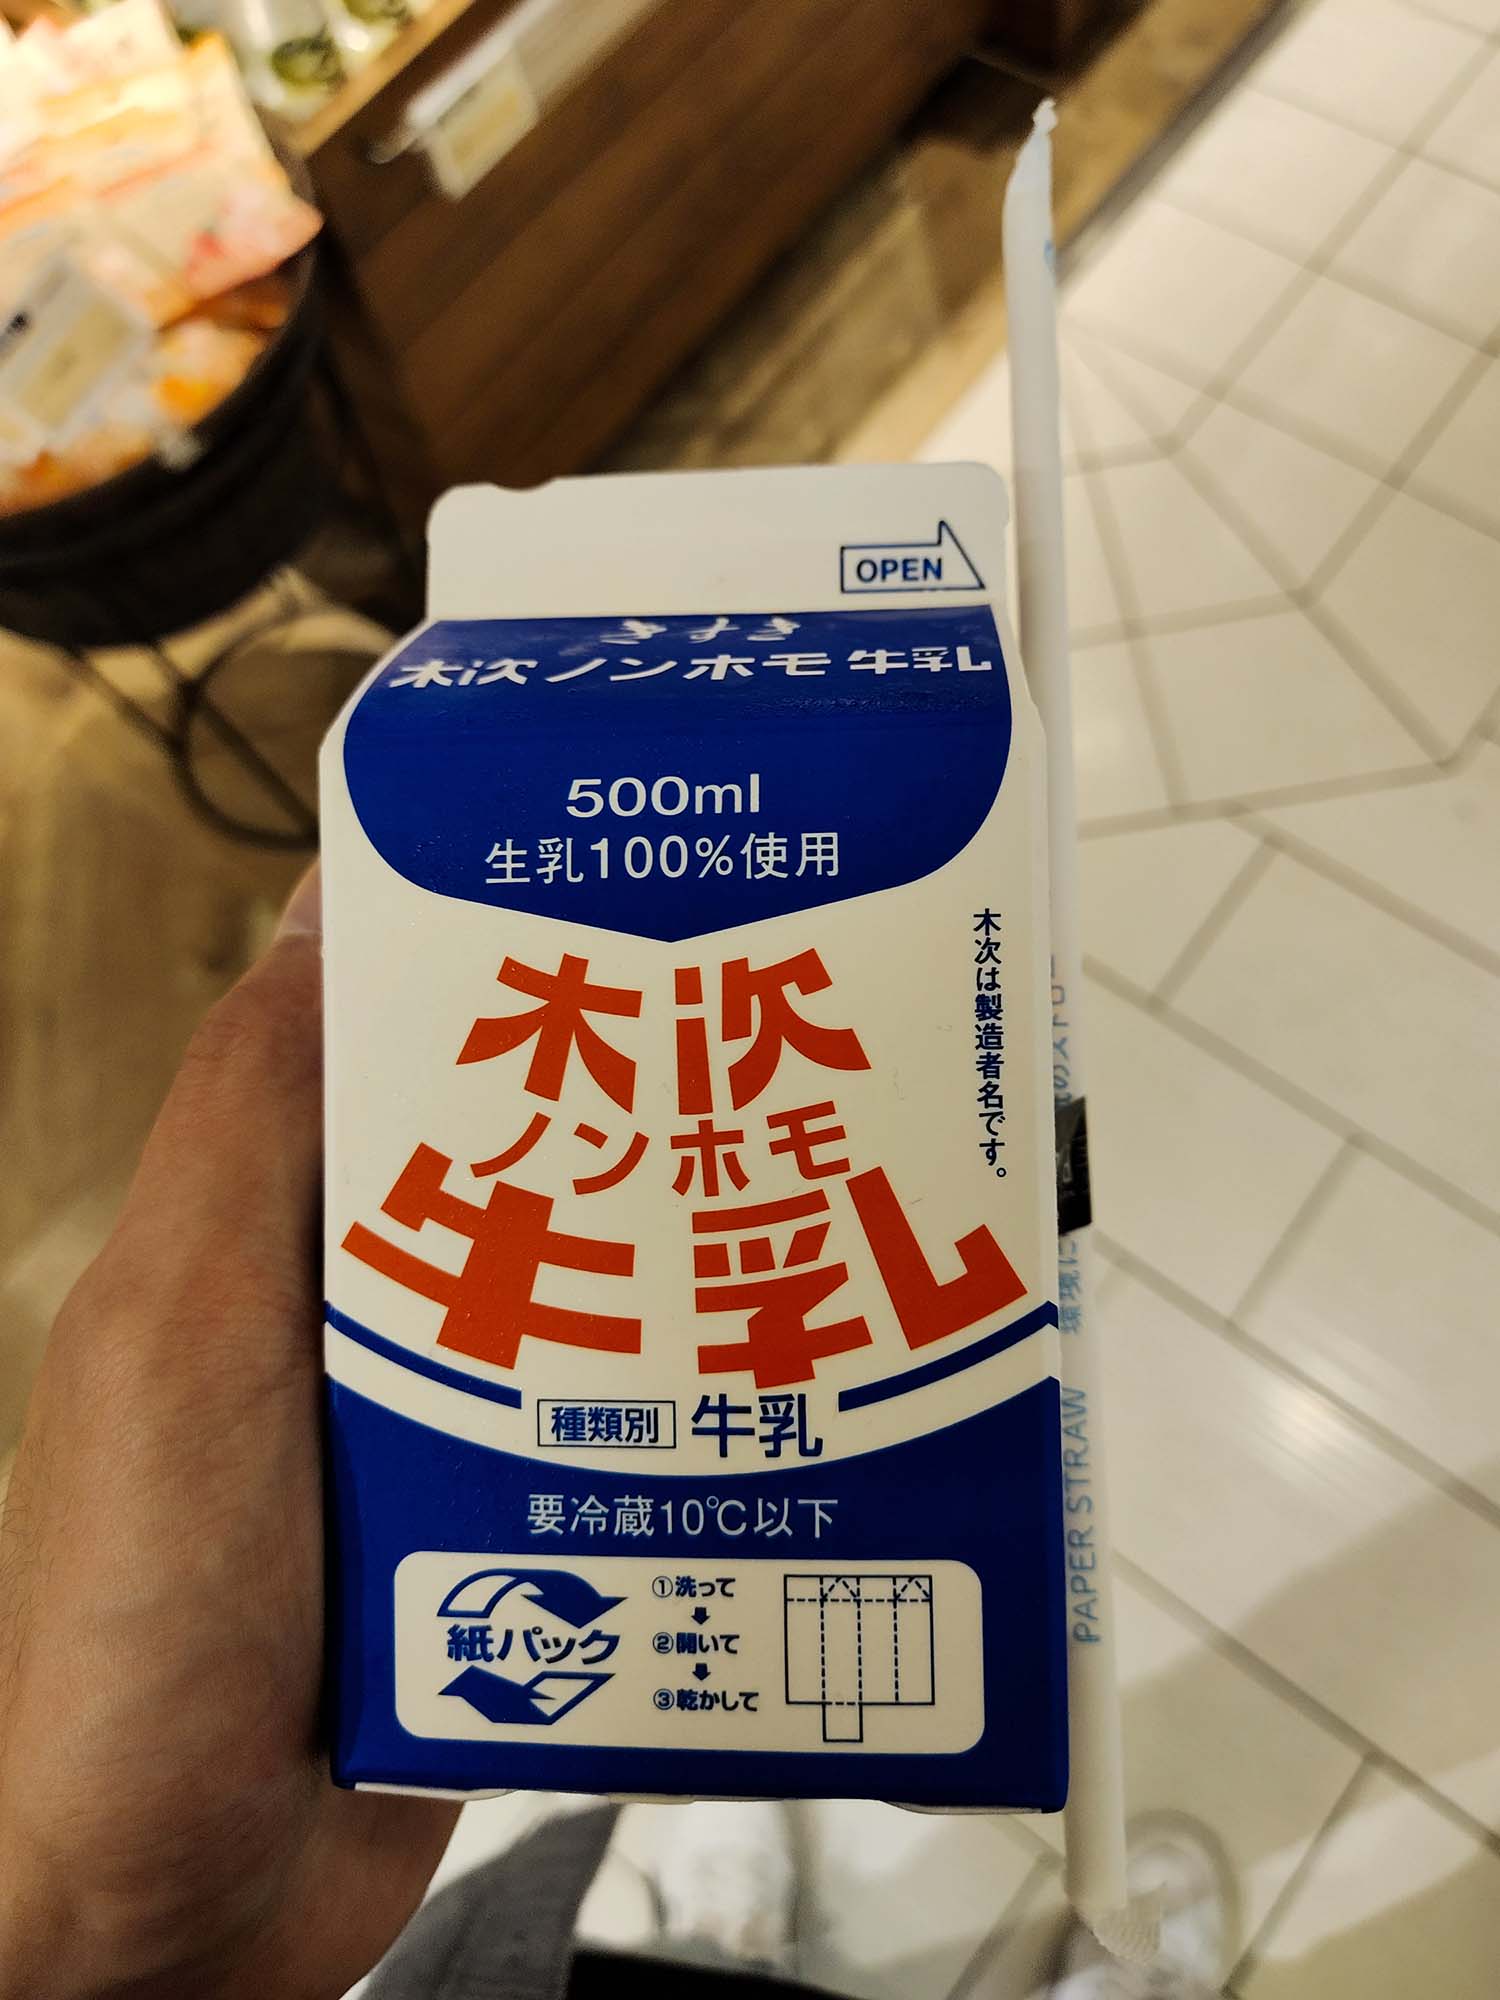 OPEN
きすき
木次ノンホモ牛乳
500ml
生乳100%使用
木次
ノンホモ
牛乳
木次は製造者名です。
種類別 牛乳
要冷蔵10℃以下
紙パック
①洗って
②開いて
③乾かして
環境に
PAPER STRAW